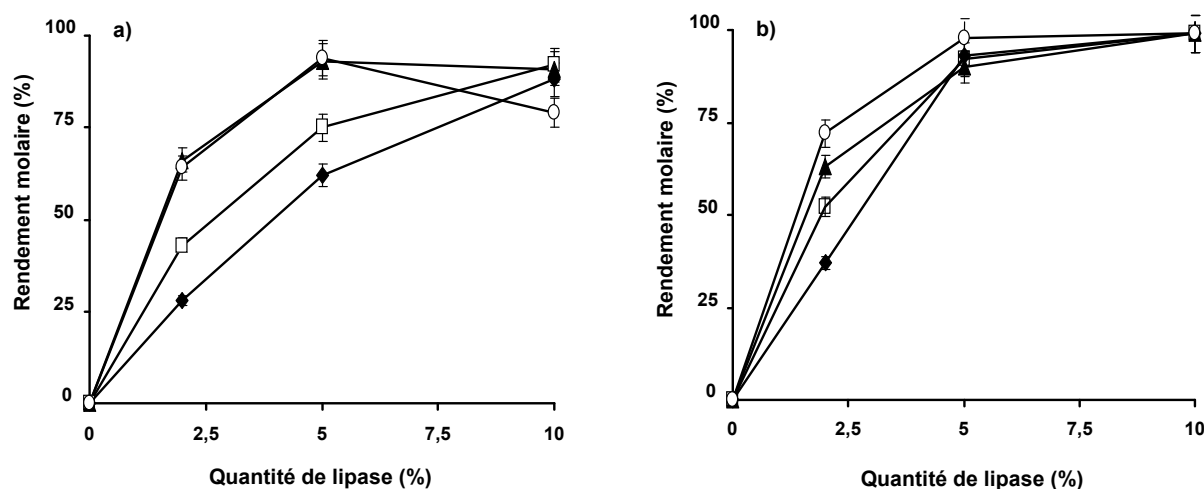 a)
Rendement molaire (%)
100
75
50
25
0
0 2,5 5 7,5 10
Quantité de lipase (%)
b)
Rendement molaire (%)
100
75
50
25
0
0 2,5 5 7,5 10
Quantité de lipase (%)